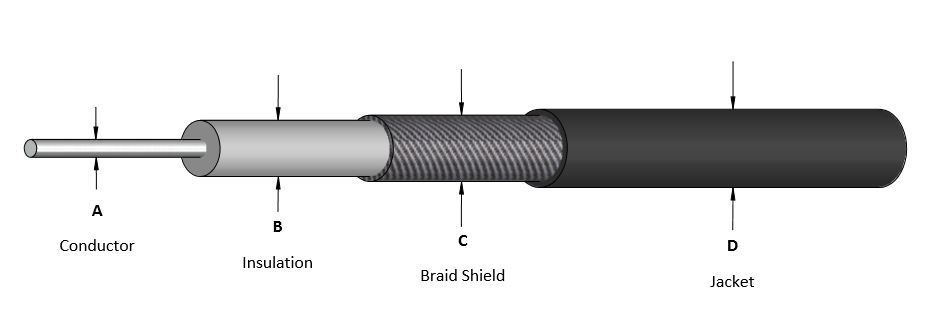 A
Conductor
B
Insulation
C
Braid Shield
D
Jacket